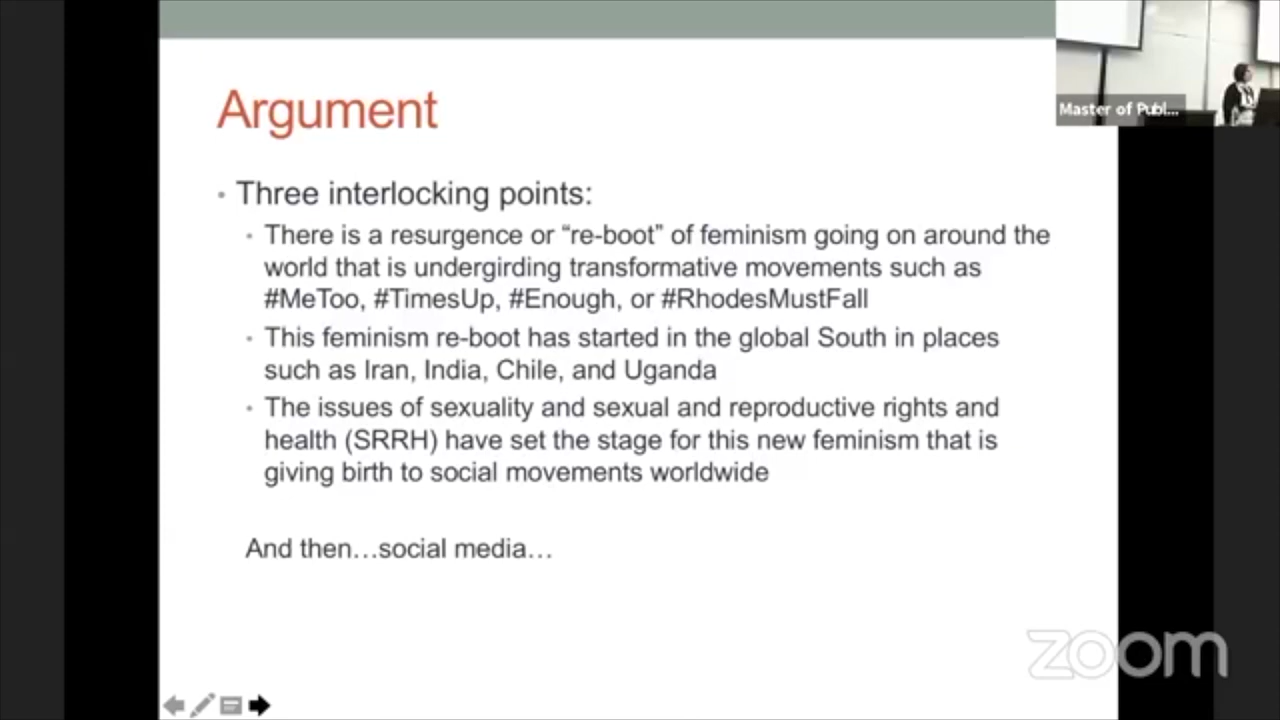 Argument
Master of Publ...
• Three interlocking points:
• There is a resurgence or “re-boot” of feminism going on around the
world that is undergirding transformative movements such as
#MeToo, #TimesUp, #Enough, or #RhodesMustFall
• This feminism re-boot has started in the global South in places
such as Iran, India, Chile, and Uganda
• The issues of sexuality and sexual and reproductive rights and
health (SRRH) have set the stage for this new feminism that is
giving birth to social movements worldwide
And then…social media…
zoom